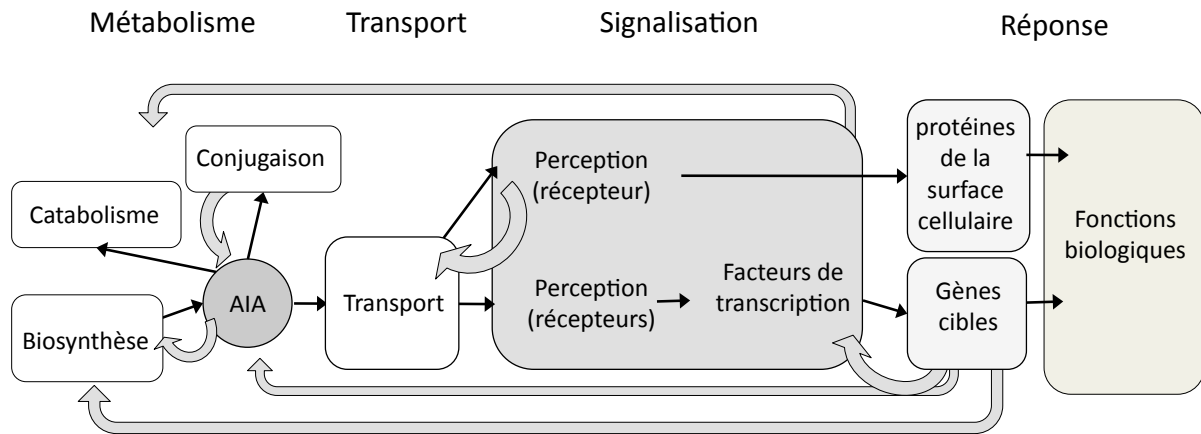 Métabolisme
Transport
Signalisation
Réponse
Conjugaison
Catabolisme
Biosynthèse
AIA
Transport
Perception
(récepteur)
Perception
(récepteurs)
Facteurs de
transcription
protéines
de la
surface
cellulaire
Gènes
cibles
Fonctions
biologiques